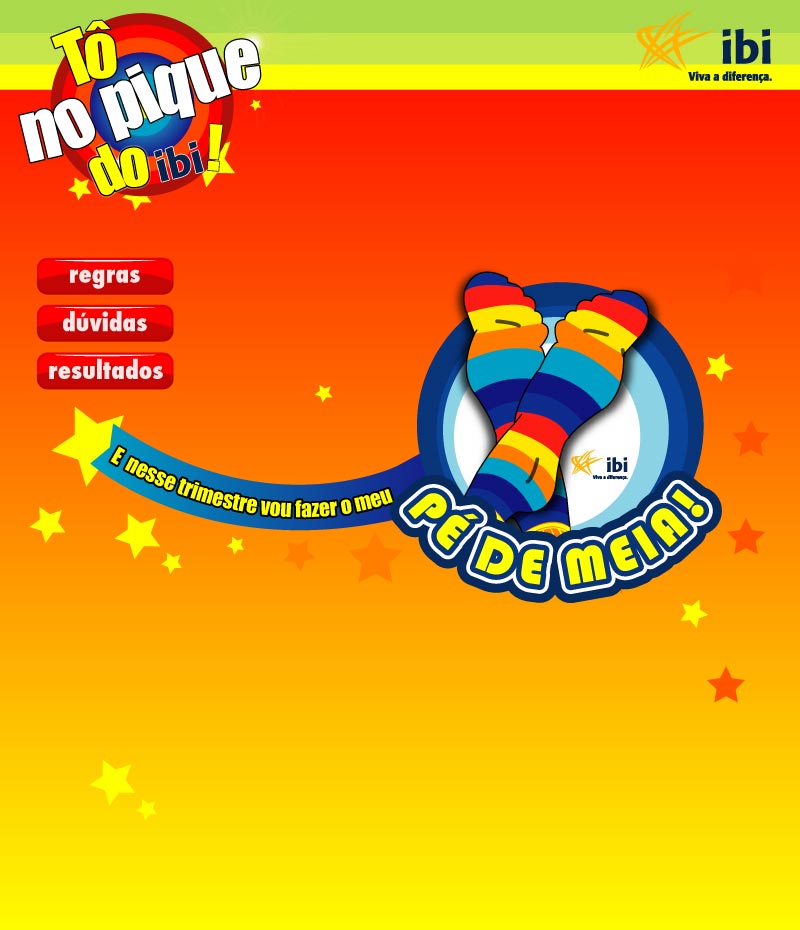 Tô
no pique
do ibi!
ibi
Viva a diferença.
regras
dúvidas
resultados
E nesse trimestre vou fazer o meu
ibi
Viva a diferença.
PÉ DE MEIA!